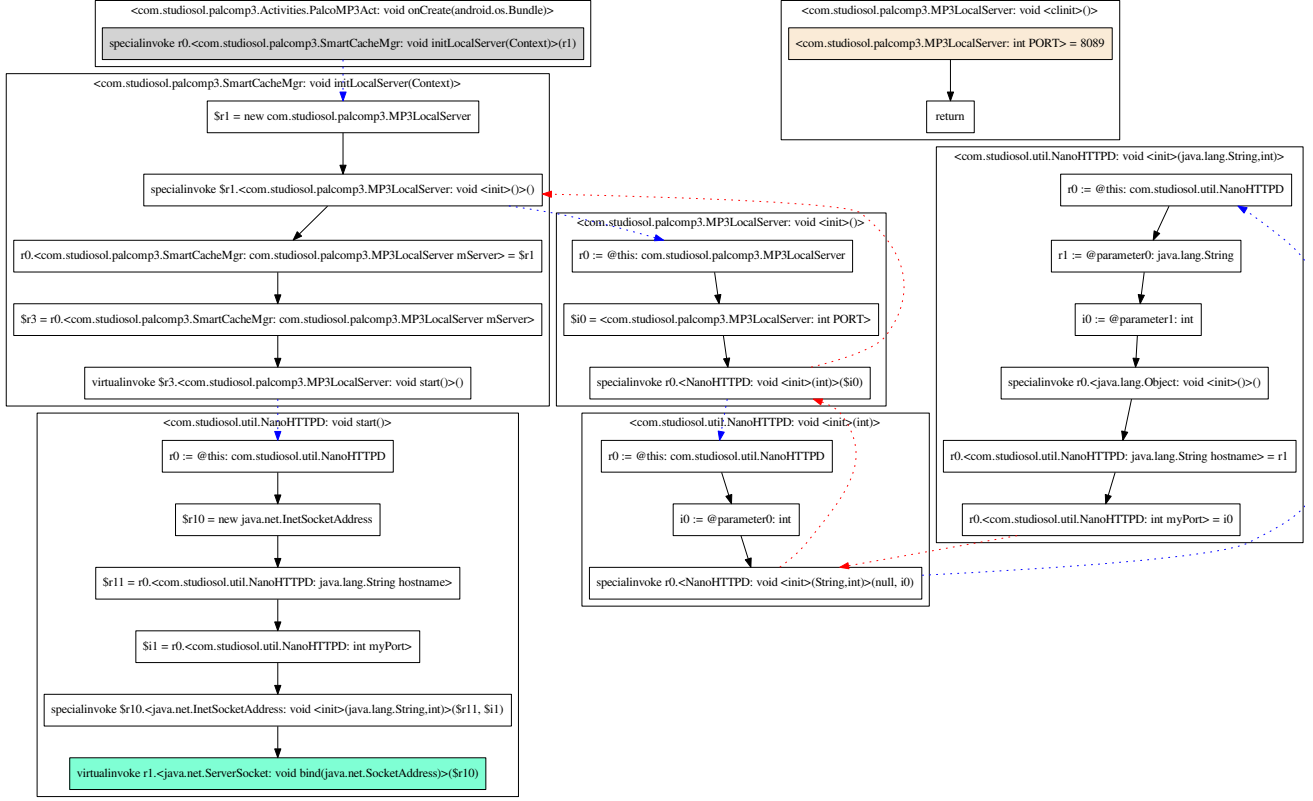 <com.studiosol.palcomp3.Activities.PalcoMP3Act: void onCreate(android.os.Bundle)>
specialinvoke r0.<com.studiosol.palcomp3.SmartCacheMgr: void initLocalServer(Context)>(r1)
<com.studiosol.palcomp3.SmartCacheMgr: void initLocalServer(Context)>
$r1 = new com.studiosol.palcomp3.MP3LocalServer
specialinvoke $r1.<com.studiosol.palcomp3.MP3LocalServer: void <init>()>()
r0.<com.studiosol.palcomp3.SmartCacheMgr: com.studiosol.palcomp3.MP3LocalServer mServer> = $r1
$r3 = r0.<com.studiosol.palcomp3.SmartCacheMgr: com.studiosol.palcomp3.MP3LocalServer mServer>
virtualinvoke $r3.<com.studiosol.palcomp3.MP3LocalServer: void start()>()
<com.studiosol.util.NanoHTTPD: void start()>
r0 := @this: com.studiosol.util.NanoHTTPD
$r10 = new java.net.InetSocketAddress
$r11 = r0.<com.studiosol.util.NanoHTTPD: java.lang.String hostname>
$i1 = r0.<com.studiosol.util.NanoHTTPD: int myPort>
specialinvoke $r10.<java.net.InetSocketAddress: void <init>(java.lang.String,int)>($r11, $i1)
virtualinvoke r1.<java.net.ServerSocket: void bind(java.net.SocketAddress)>($r10)
<com.studiosol.palcomp3.MP3LocalServer: void <init>()>
r0 := @this: com.studiosol.palcomp3.MP3LocalServer
$i0 = <com.studiosol.palcomp3.MP3LocalServer: int PORT>
specialinvoke r0.<NanoHTTPD: void <init>(int)>($i0)
<com.studiosol.util.NanoHTTPD: void <init>(int)>
r0 := @this: com.studiosol.util.NanoHTTPD
i0 := @parameter0: int
specialinvoke r0.<NanoHTTPD: void <init>(String,int)>(null, i0)
<com.studiosol.palcomp3.MP3LocalServer: void <clinit>()>
<com.studiosol.palcomp3.MP3LocalServer: int PORT> = 8089
return
<com.studiosol.util.NanoHTTPD: void <init>(java.lang.String,int)>
r0 := @this: com.studiosol.util.NanoHTTPD
r1 := @parameter0: java.lang.String
i0 := @parameter1: int
specialinvoke r0.<java.lang.Object: void <init>()>()
r0.<com.studiosol.util.NanoHTTPD: java.lang.String hostname> = r1
r0.<com.studiosol.util.NanoHTTPD: int myPort> = i0